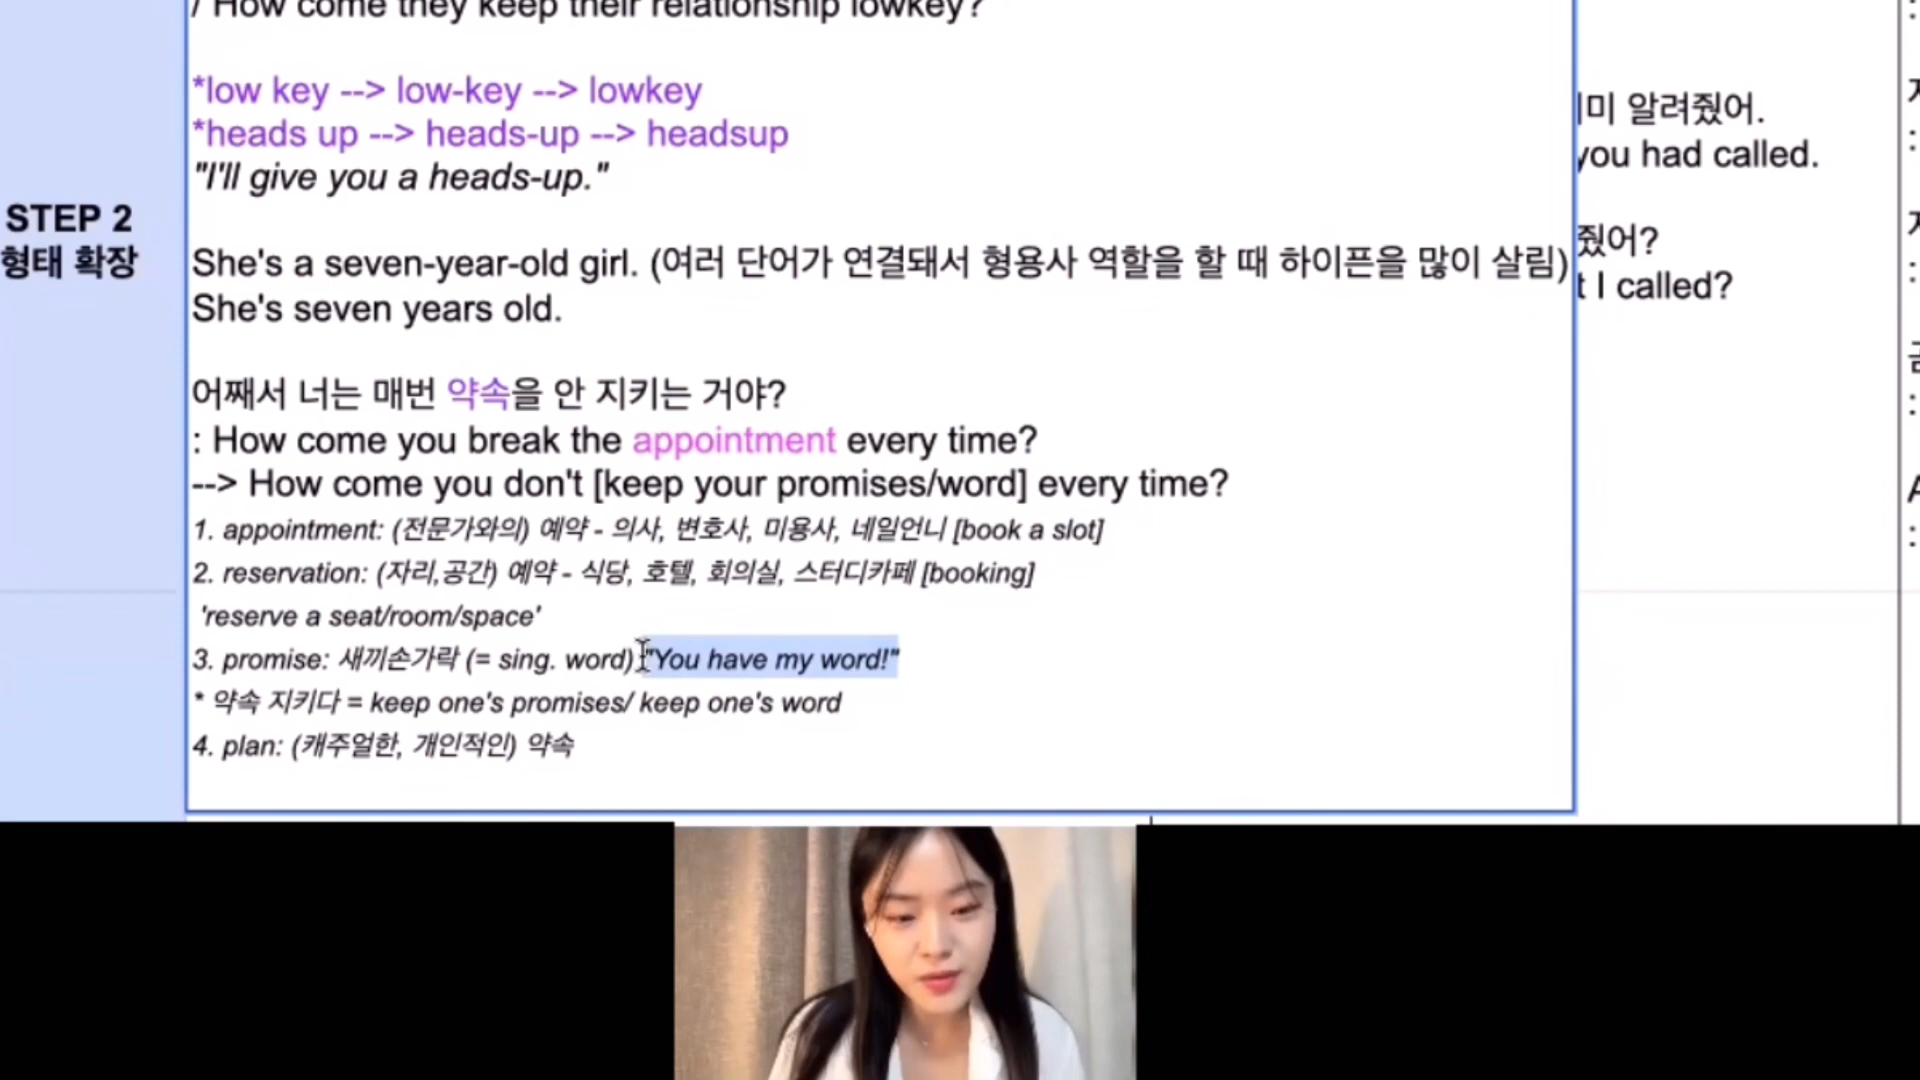 / How come they keep their relationship lowkey?
*low key --> low-key --> lowkey
*heads up --> heads-up --> headsup
"I'll give you a heads-up."
STEP 2
형태 확장
She's a seven-year-old girl. (여러 단어가 연결돼서 형용사 역할을 할 때 하이픈을 많이 살림)
She's seven years old.
어째서 너는 매번 약속을 안 지키는 거야?
: How come you break the appointment every time?
--> How come you don't [keep your promises/word] every time?
1. appointment: (전문가와의) 예약 - 의사, 변호사, 미용사, 네일언니 [book a slot]
2. reservation: (자리,공간) 예약 - 식당, 호텔, 회의실, 스터디카페 [booking]
'reserve a seat/room/space'
3. promise: 새끼손가락 (= sing. word) "You have my word!"
* 약속 지키다 = keep one's promises/ keep one's word
4. plan: (캐주얼한, 개인적인) 약속
미 알려줬어.
you had called.
줬어?
t I called?